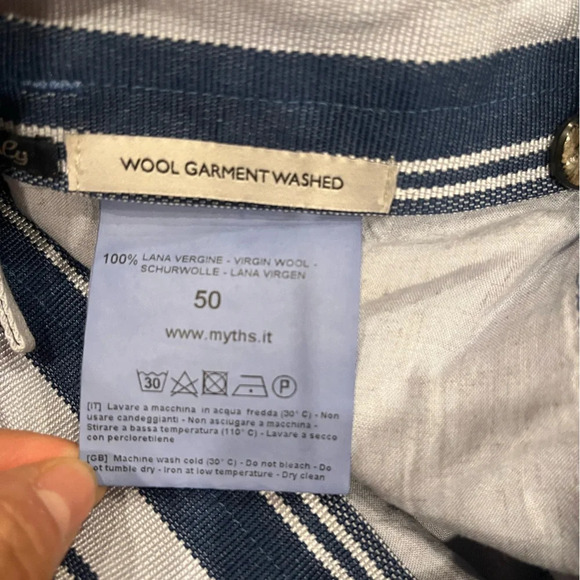 ly
WOOL GARMENT WASHED
100% LANA VERGINE - VIRGIN WOOL -
SCHURWOLLE - LANA VIRGEN
50
www.myths.it
30 P
[IT] Lavare a macchina in acqua fredda (30° C) - Non
usare candeggianti - Non asciugare a macchina -
Stirare a bassa temperatura (110° C) - Lavare a secco
con percloretilene
[GB] Machine wash cold (30° C) - Do not bleach - Do
ot tumble dry - Iron at low temperature - Dry clean